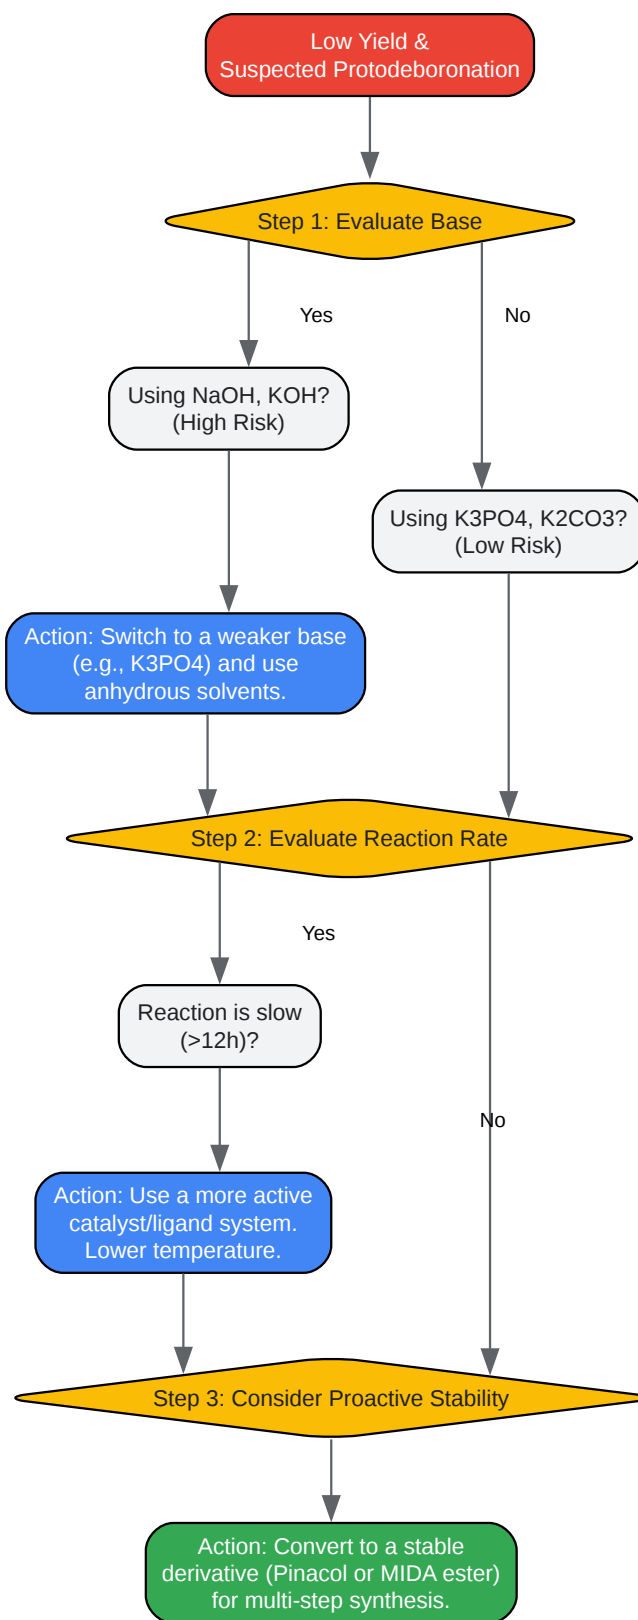 Low Yield &
Suspected Protodeboronation
Step 1: Evaluate Base
Yes
No
Using NaOH, KOH?
(High Risk)
Using K3PO4, K2CO3?
(Low Risk)
Action: Switch to a weaker base
(e.g., K3PO4) and use
anhydrous solvents.
Step 2: Evaluate Reaction Rate
Yes
Reaction is slow
(>12h)?
No
Action: Use a more active
catalyst/ligand system.
Lower temperature.
Step 3: Consider Proactive Stability
Action: Convert to a stable
derivative (Pinacol or MIDA ester)
for multi-step synthesis.